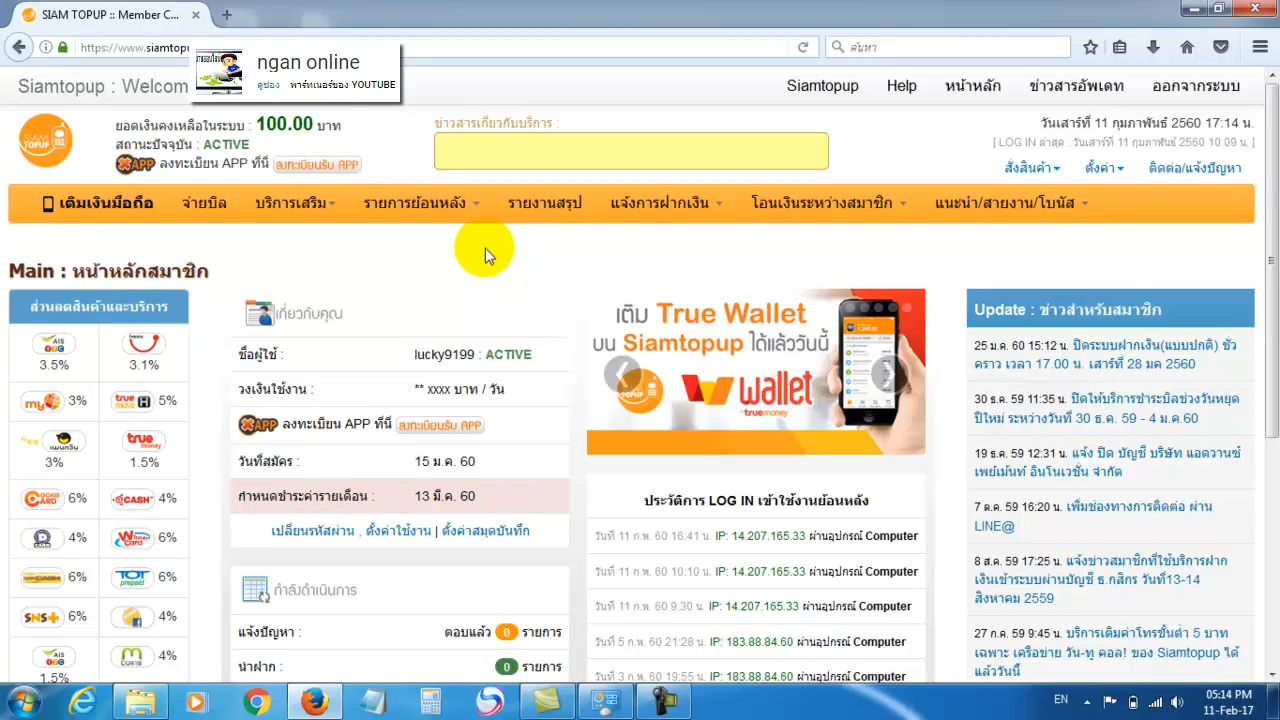 SIAM TOPUP :: Member C...
https://www.siamtopu
ค้นหา
ngan online
ดูช่อง พาร์ทเนอร์ของ YOUTUBE
Siamtopup : Welcom
Siamtopup Help หน้าหลัก ข่าวสารอัพเดท ออกจากระบบ
SIAM TOPUP
ยอดเงินคงเหลือในระบบ : 100.00 บาท
สถานะปัจจุบัน : ACTIVE
APP ลงทะเบียน APP ที่นี่ ลงทะเบียนรับ APP
ข่าวสารเกี่ยวกับบริการ :
วันเสาร์ที่ 11 กุมภาพันธ์ 2560 17:14 น.
[ LOG IN ล่าสุด : วันเสาร์ที่ 11 กุมภาพันธ์ 2560 10:09 น. ]
สั่งสินค้า ตั้งค่า ติดต่อ/แจ้งปัญหา
เติมเงินมือถือ จ่ายบิล บริการเสริม รายการย้อนหลัง รายงานสรุป แจ้งการฝากเงิน โอนเงินระหว่างสมาชิก แนะนำ/สายงาน/โบนัส
Main : หน้าหลักสมาชิก
ส่วนลดสินค้าและบริการ
3.5% 3.1%
my 3% true move H 5%
เพนกวิน 3% true money 1.5%
COOKIE CARD 6% @CASH 4%
4% 6%
CASH 6% TOT prepaid 6%
SNS+ 6% 4%
AIS 1.5% 4%
เกี่ยวกับคุณ
ชื่อผู้ใช้ : lucky9199 : ACTIVE
วงเงินใช้งาน : ** xxxx บาท / วัน
APP ลงทะเบียน APP ที่นี่ ลงทะเบียนรับ APP
วันที่สมัคร : 15 ม.ค. 60
กำหนดชำระค่ารายเดือน : 13 มี.ค. 60
เปลี่ยนรหัสผ่าน , ตั้งค่าใช้งาน | ตั้งค่าสมุดบันทึก
กำลังดำเนินการ
แจ้งปัญหา : ตอบแล้ว 0 รายการ
นำฝาก : 0 รายการ
เติม True Wallet
บน Siamtopup ได้แล้ววันนี้
SIAM TOPUP wallet
by truemoney
ประวัติการ LOG IN เข้าใช้งานย้อนหลัง
วันที่ 11 ก.พ. 60 16:41 น. IP: 14.207.165.33 ผ่านอุปกรณ์ Computer
วันที่ 11 ก.พ. 60 10:10 น. IP: 14.207.165.33 ผ่านอุปกรณ์ Computer
วันที่ 11 ก.พ. 60 9:30 น. IP: 14.207.165.33 ผ่านอุปกรณ์ Computer
วันที่ 5 ก.พ. 60 21:28 น. IP: 183.88.84.60 ผ่านอุปกรณ์ Computer
วันที่ 3 ก.พ. 60 19:55 น. IP: 183.88.84.60 ผ่านอุปกรณ์ Computer
Update : ข่าวสำหรับสมาชิก
25 ม.ค. 60 15:12 น. ปิดระบบฝากเงิน(แบบปกติ) ชั่ว
คราว เวลา 17.00 น. เสาร์ที่ 28 มค 2560
30 ธ.ค. 59 11:35 น. ปิดให้บริการชำระบิลช่วงวันหยุด
ปีใหม่ ระหว่างวันที่ 30 ธ.ค. 59 - 4 ม.ค. 60
19 ธ.ค. 59 12:31 น. แจ้ง ปิด บัญชี บริษัท แอดวานซ์
เพย์เม้นท์ อินโนเวชั่น จำกัด
7 ต.ค. 59 16:20 น. เพิ่มช่องทางการติดต่อ ผ่าน
LINE@
8 ส.ค. 59 17:25 น. แจ้งข่าวสมาชิกที่ใช้บริการฝาก
เงินเข้าระบบผ่านบัญชี ธ.กสิกร วันที่13-14
สิงหาคม 2559
27 ก.ค. 59 9:45 น. บริการเติมค่าโทรขั้นต่ำ 5 บาท
เฉพาะ เครือข่าย วัน-ทู คอล! ของ Siamtopup ได้
แล้ววันนี้
EN 05:14 PM
11-Feb-17